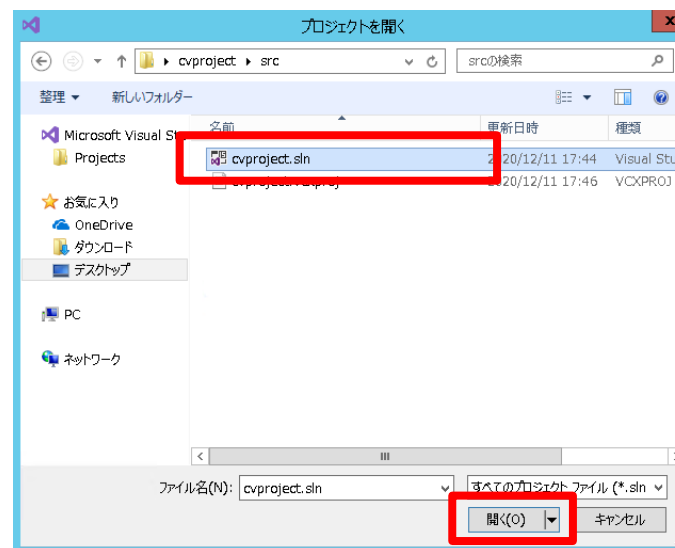 プロジェクトを開く
cvproject src
srcの検索
整理 新しいフォルダー
名前 更新日時 種類
Microsoft Visual Stu
Projects
cvproject.sln 2020/12/11 17:44 Visual Stu
2020/12/11 17:46 VCXPROJ
お気に入り
OneDrive
ダウンロード
デスクトップ
PC
ネットワーク
ファイル名(N): cvproject.sln すべてのプロジェクト ファイル (*.sln
開く(O) キャンセル